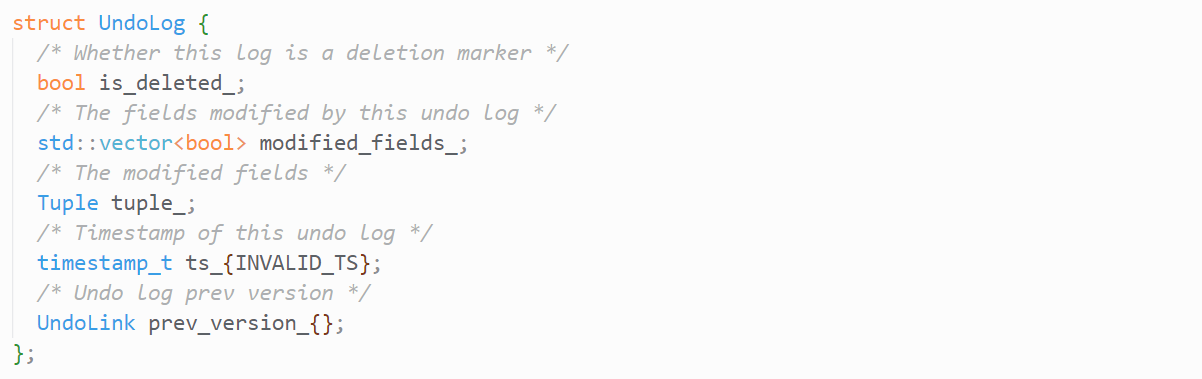 struct UndoLog {
  /* Whether this log is a deletion marker */
  bool is_deleted_;
  /* The fields modified by this undo log */
  std::vector<bool> modified_fields_;
  /* The modified fields */
  Tuple tuple_;
  /* Timestamp of this undo log */
  timestamp_t ts_{INVALID_TS};
  /* Undo log prev version */
  UndoLink prev_version_{};
};